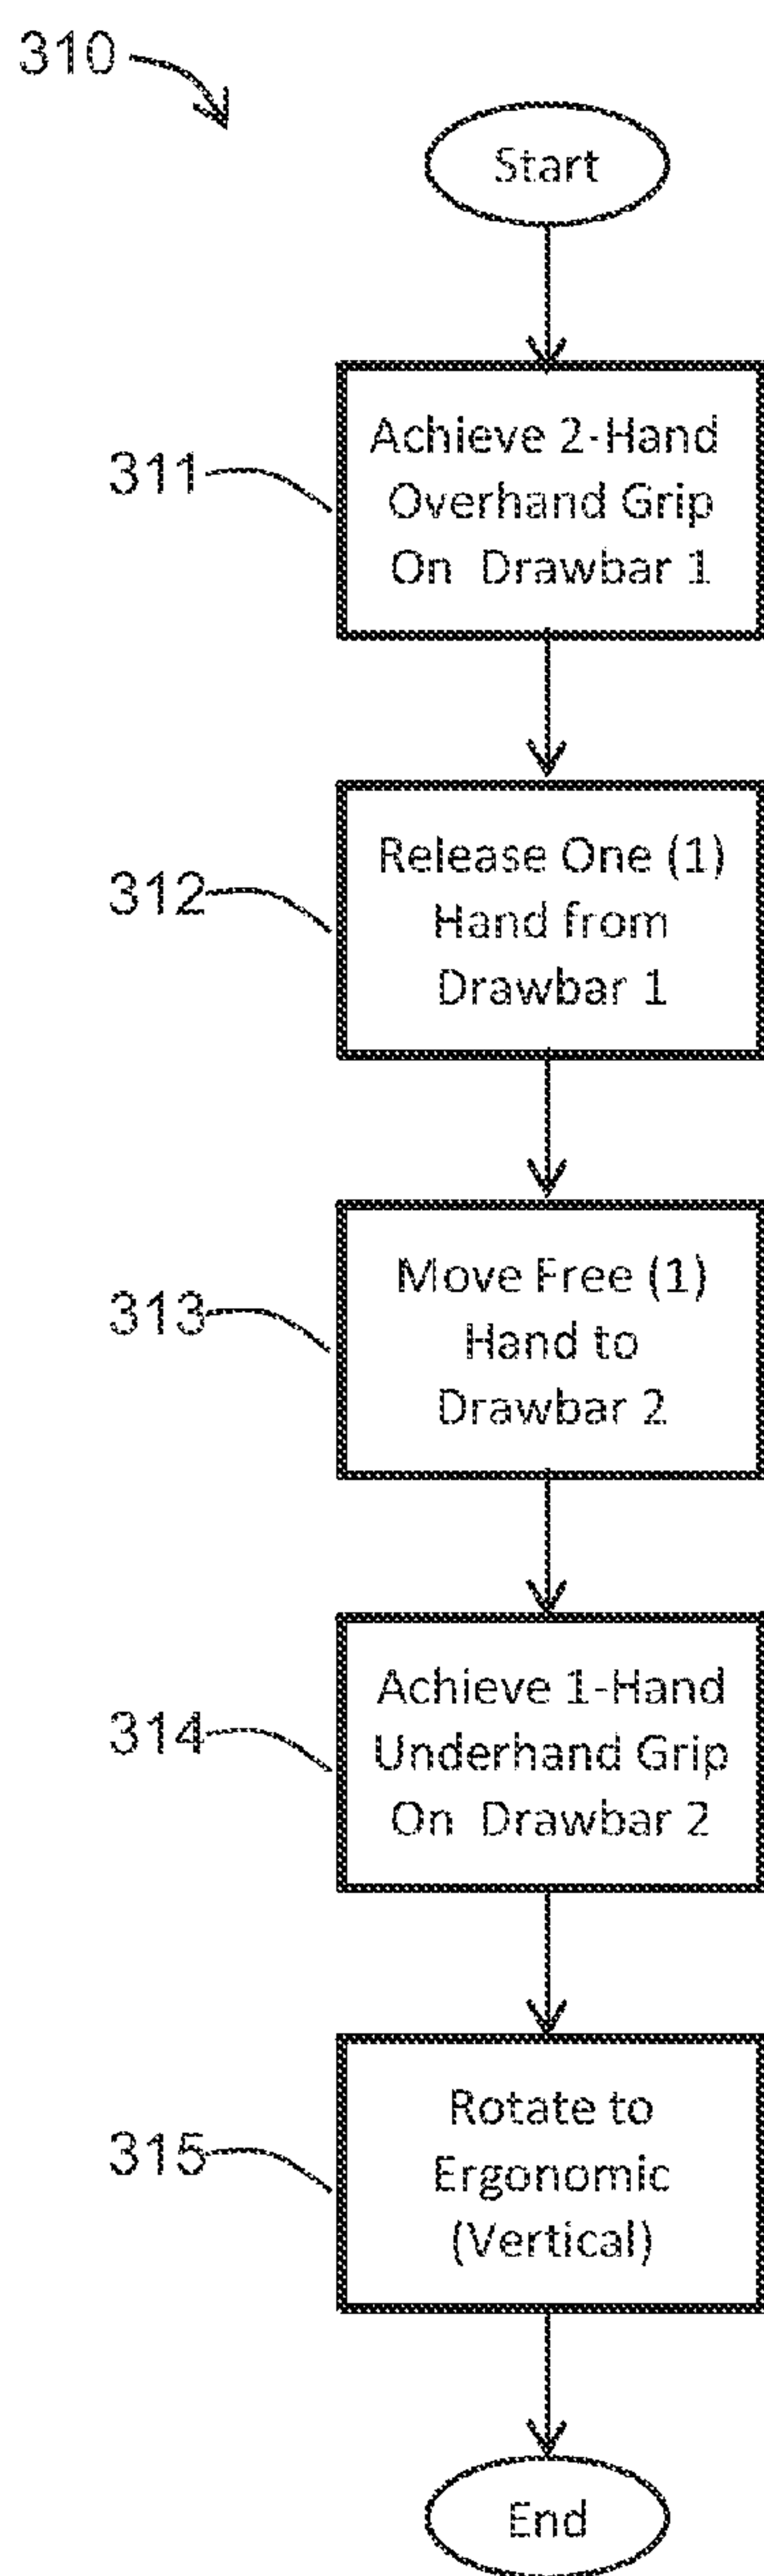 310
Start
311
Achieve 2-Hand
Overhand Grip
On Drawbar 1
312
Release One (1)
Hand from
Drawbar 1
313
Move Free (1)
Hand to
Drawbar 2
314
Achieve 1-Hand
Underhand Grip
On Drawbar 2
315
Rotate to
Ergonomic
(Vertical)
End